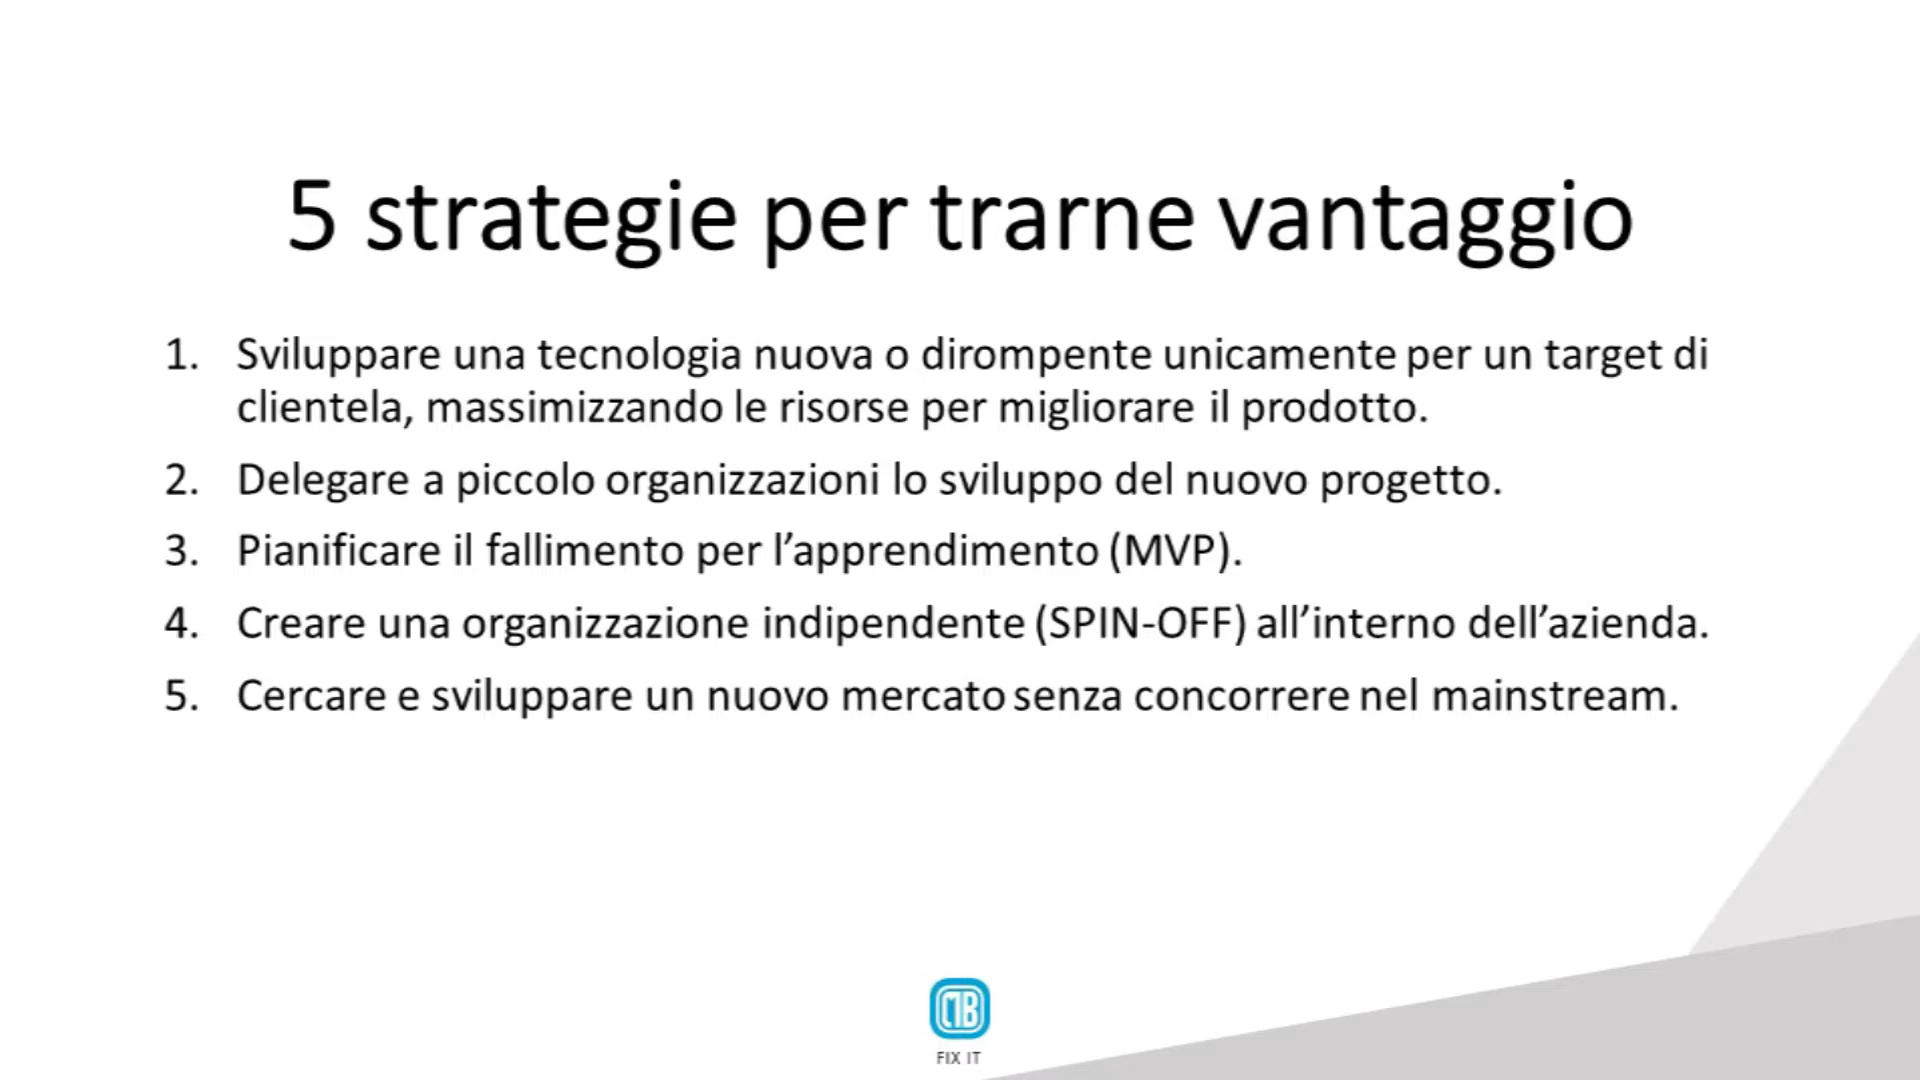 5 strategie per trarne vantaggio
1. Sviluppare una tecnologia nuova o dirompente unicamente per un target di
clientela, massimizzando le risorse per migliorare il prodotto.
2. Delegare a piccolo organizzazioni lo sviluppo del nuovo progetto.
3. Pianificare il fallimento per l’apprendimento (MVP).
4. Creare una organizzazione indipendente (SPIN-OFF) all’interno dell’azienda.
5. Cercare e sviluppare un nuovo mercato senza concorrere nel mainstream.
MB
FIX IT